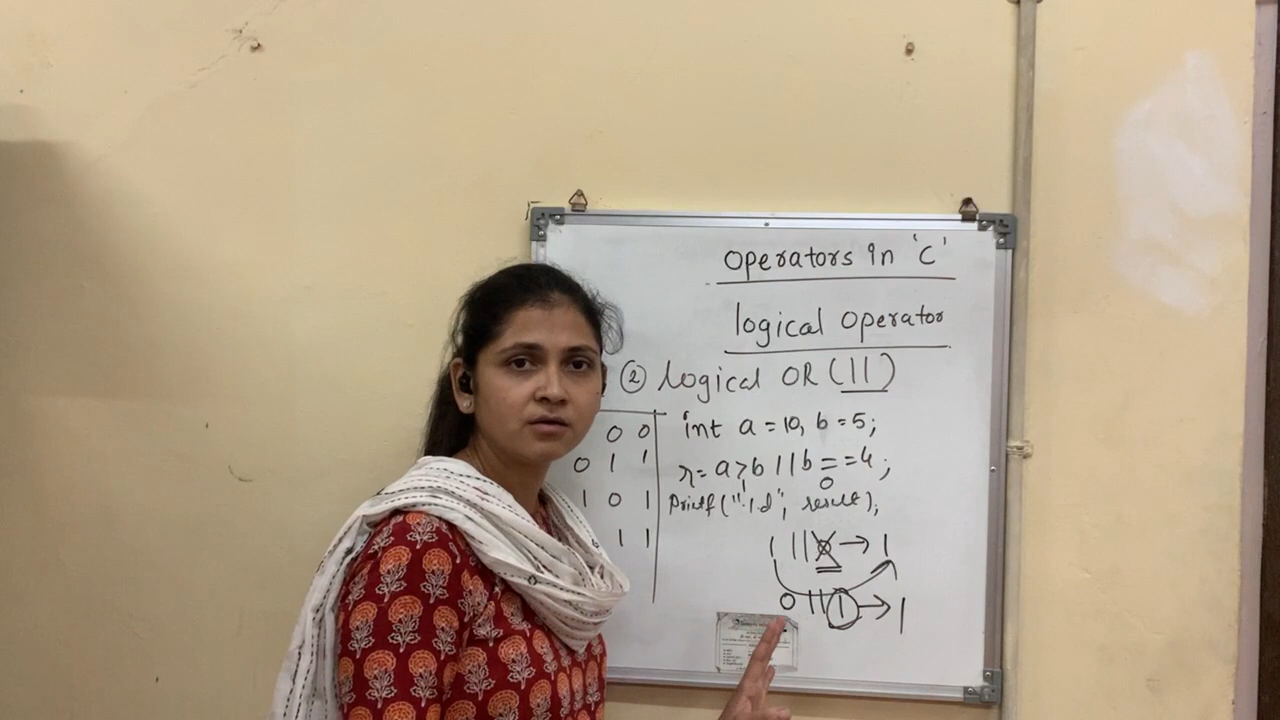 operators in 'c'
logical operator
② logical OR (||)
int a = 10, b = 5;
r = a > b || b = = 4;
1 0
Printf("%d", result);
0 0
0 1 1
1 0 1
1 1
1 || 0 → 1
0 || 1 → 1